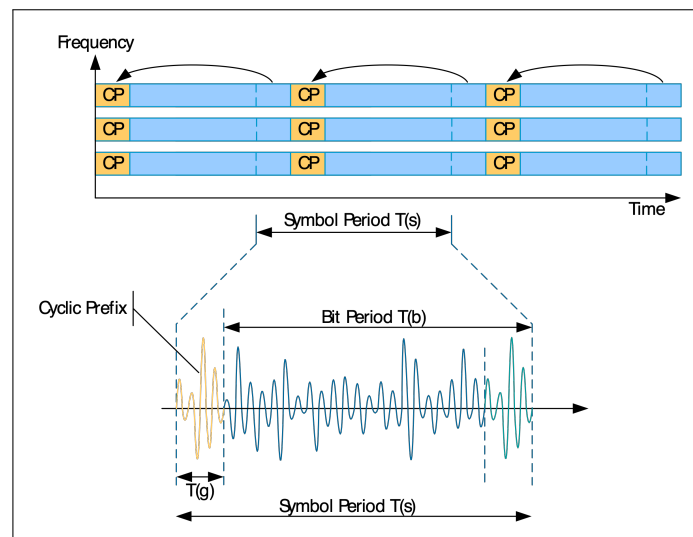 Frequency
CP CP CP
CP CP CP
CP CP CP
Time
Symbol Period T(s)
Cyclic Prefix
Bit Period T(b)
T(g)
Symbol Period T(s)